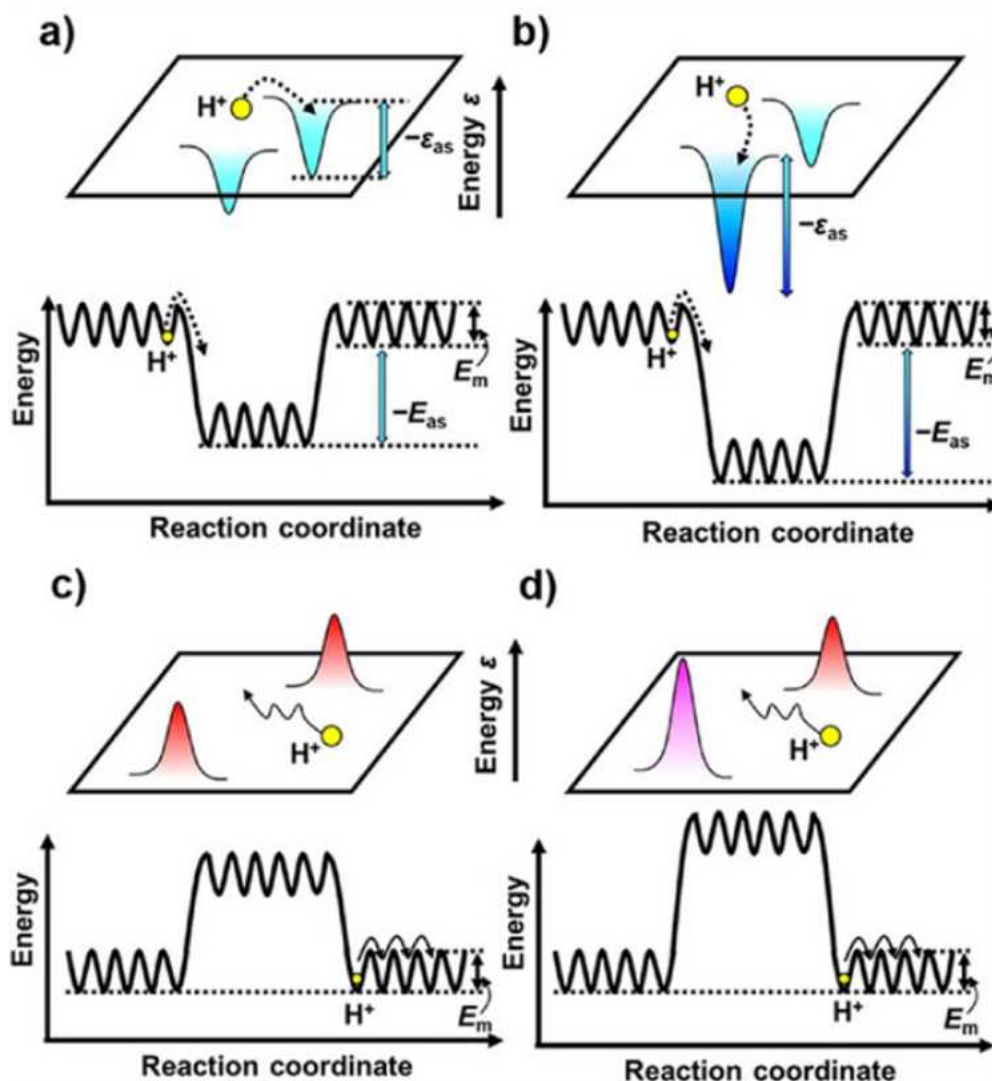 a)
H⁺
−εas
Energy ε
b)
H⁺
−εas
Energy
H⁺
Em
−Eas
Reaction coordinate
Energy
H⁺
Em
−Eas
Reaction coordinate
c)
H⁺
Energy ε
d)
H⁺
Energy
H⁺
Em
Reaction coordinate
Energy
H⁺
Em
Reaction coordinate